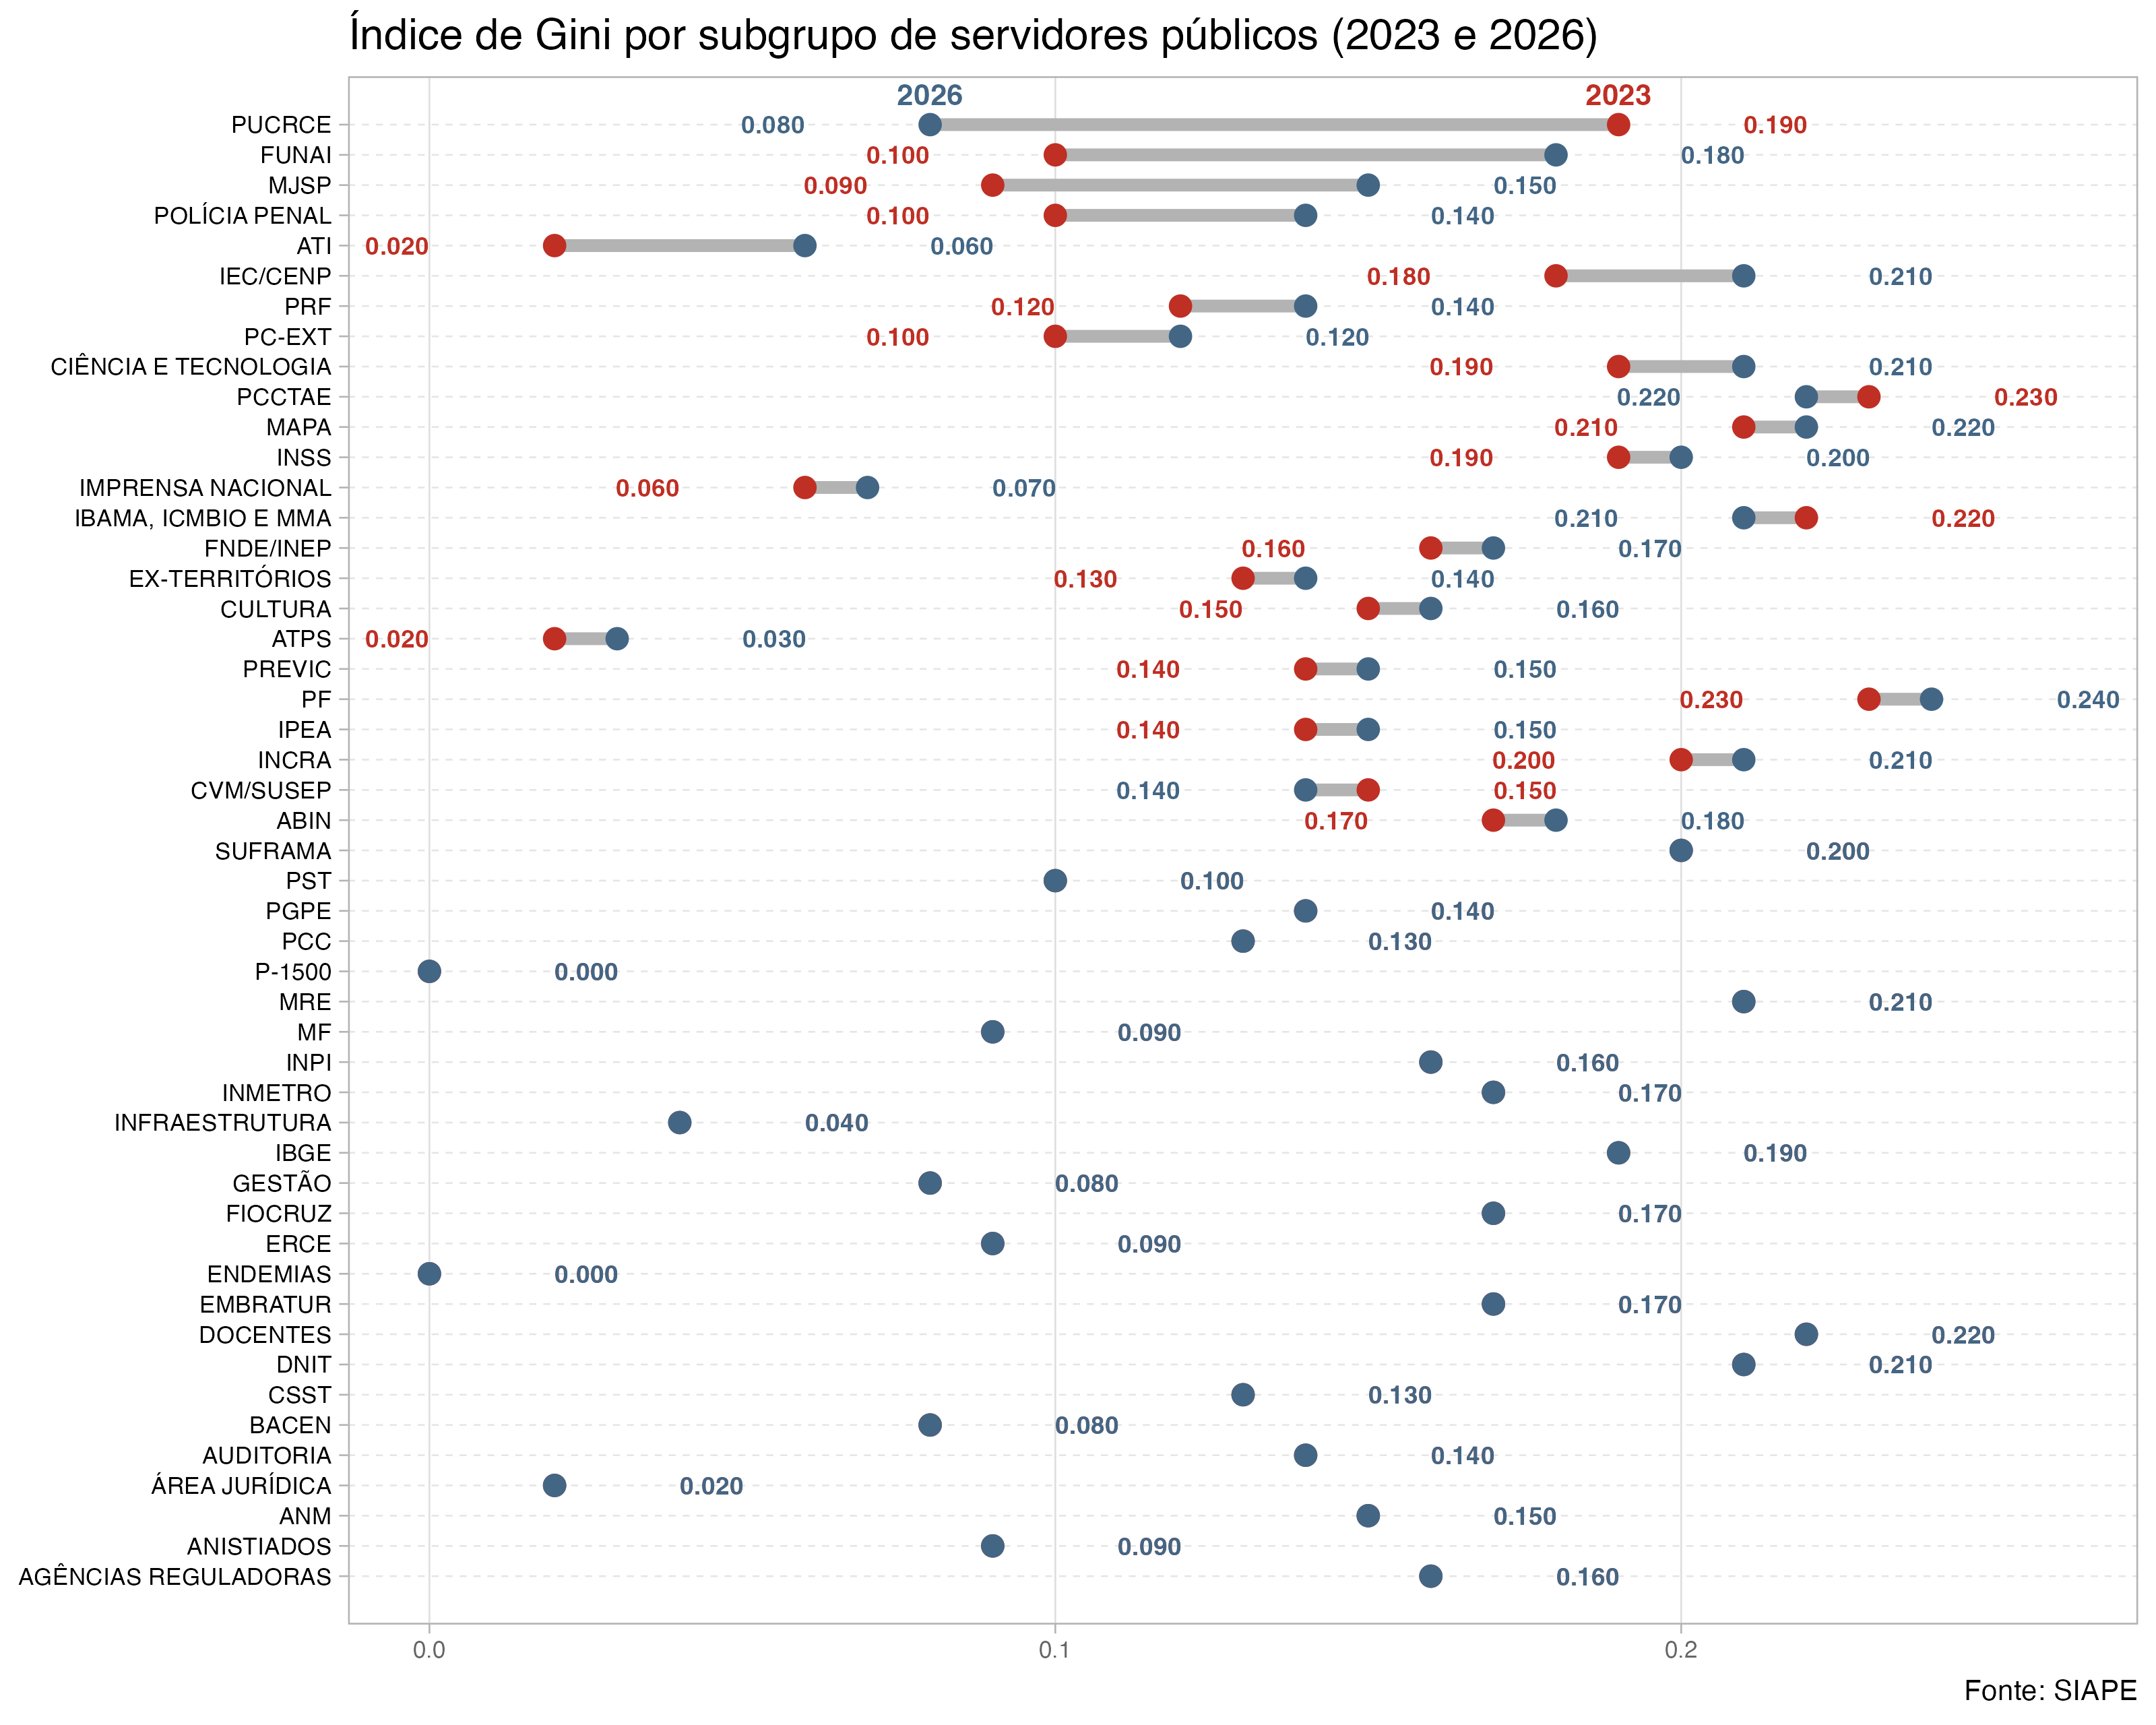 Índice de Gini por subgrupo de servidores públicos (2023 e 2026)
2026 2023
PUCRCE 0.080 0.190
FUNAI 0.100 0.180
MJSP 0.090 0.150
POLÍCIA PENAL 0.100 0.140
ATI 0.020 0.060
IEC/CENP 0.180 0.210
PRF 0.120 0.140
PC-EXT 0.100 0.120
CIÊNCIA E TECNOLOGIA 0.190 0.210
PCCTAE 0.220 0.230
MAPA 0.210 0.220
INSS 0.190 0.200
IMPRENSA NACIONAL 0.060 0.070
IBAMA, ICMBIO E MMA 0.210 0.220
FNDE/INEP 0.160 0.170
EX-TERRITÓRIOS 0.130 0.140
CULTURA 0.150 0.160
ATPS 0.020 0.030
PREVIC 0.140 0.150
PF 0.230 0.240
IPEA 0.140 0.150
INCRA 0.200 0.210
CVM/SUSEP 0.140 0.150
ABIN 0.170 0.180
SUFRAMA 0.200
PST 0.100
PGPE 0.140
PCC 0.130
P-1500 0.000
MRE 0.210
MF 0.090
INPI 0.160
INMETRO 0.170
INFRAESTRUTURA 0.040
IBGE 0.190
GESTÃO 0.080
FIOCRUZ 0.170
ERCE 0.090
ENDEMIAS 0.000
EMBRATUR 0.170
DOCENTES 0.220
DNIT 0.210
CSST 0.130
BACEN 0.080
AUDITORIA 0.140
ÁREA JURÍDICA 0.020
ANM 0.150
ANISTIADOS 0.090
AGÊNCIAS REGULADORAS 0.160
0.0 0.1 0.2
Fonte: SIAPE